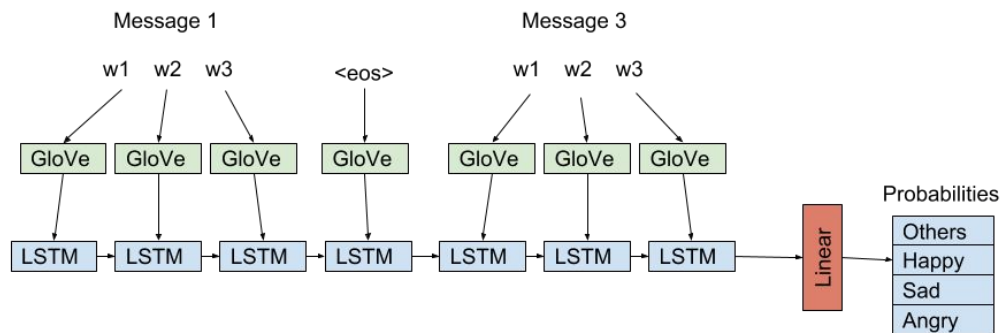 Message 1 Message 3
w1 w2 w3 <eos> w1 w2 w3
GloVe GloVe GloVe GloVe GloVe GloVe GloVe
Probabilities
LSTM LSTM LSTM LSTM LSTM LSTM LSTM
Linear
Others
Happy
Sad
Angry